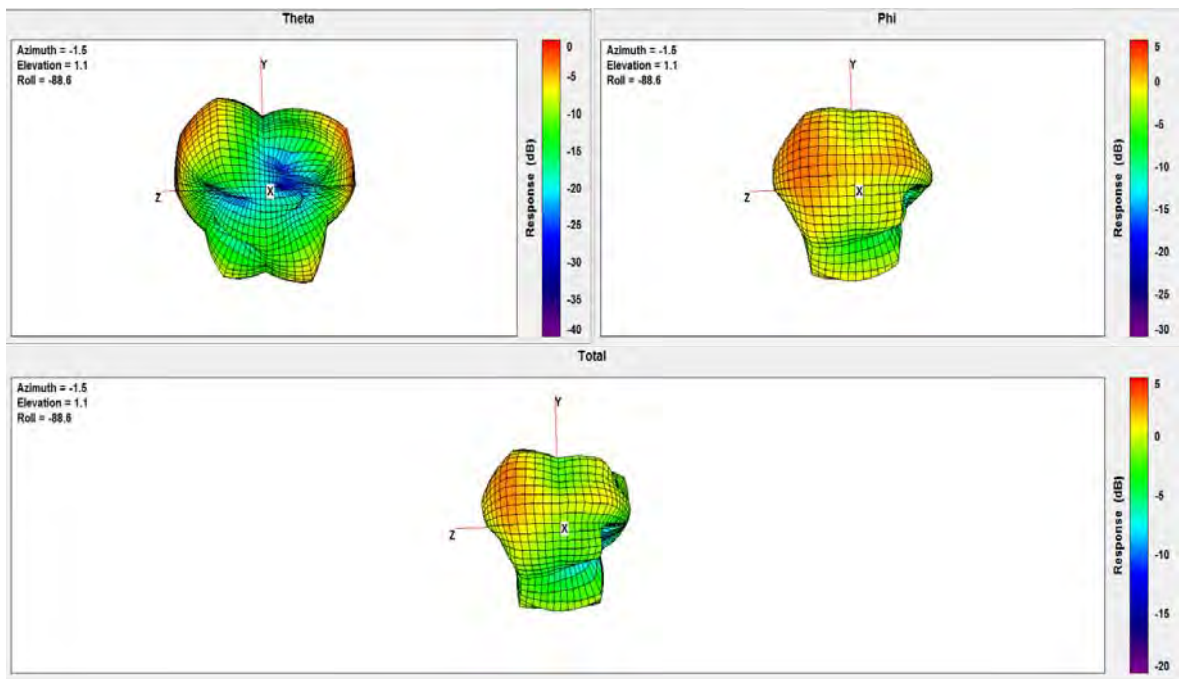 Theta
Azimuth = -1.5
Elevation = 1.1
Roll = -88.6
Y
Z
X
0
-5
-10
-15
-20
-25
-30
-35
-40
Response (dB)
Phi
Azimuth = -1.5
Elevation = 1.1
Roll = -88.6
Y
Z
X
5
0
-5
-10
-15
-20
-25
-30
Response (dB)
Total
Azimuth = -1.5
Elevation = 1.1
Roll = -88.6
Y
Z
X
5
0
-5
-10
-15
-20
Response (dB)